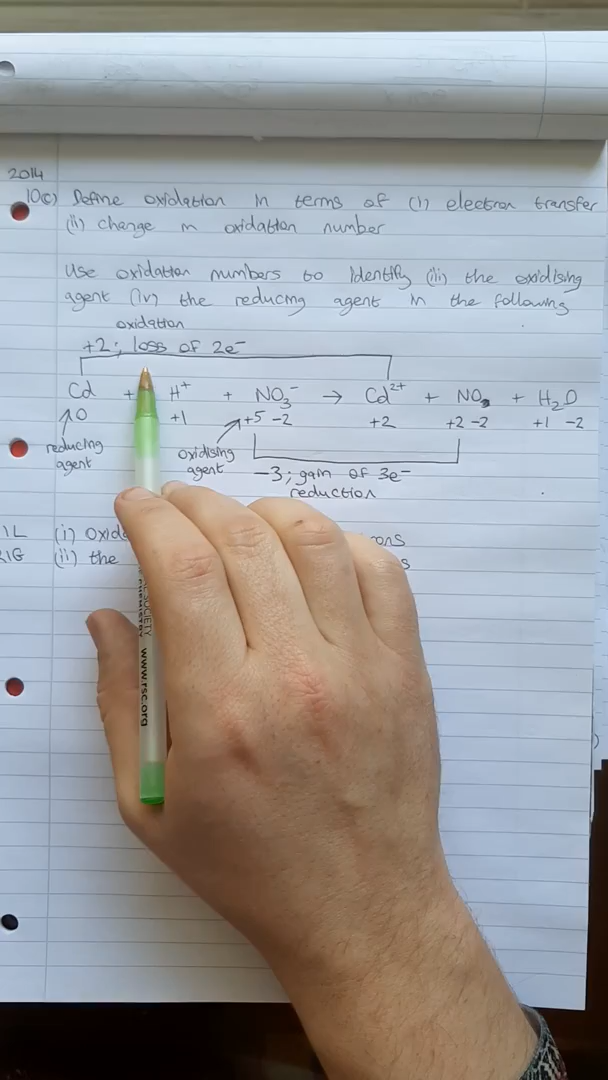 2014
10(c) Define oxidation in terms of (i) electron transfer
(ii) change in oxidation number
Use oxidation numbers to identify (iii) the oxidising
agent (iv) the reducing agent in the following
oxidation
+2; loss of 2e⁻
Cd + H⁺ + NO₃⁻ → Cd²⁺ + NO + H₂O
0 +1 +5 -2 +2 +2 -2 +1 -2
reducing agent
oxidising agent
-3; gain of 3e⁻
reduction
(i) Oxid
(ii) the
www.rsc.org